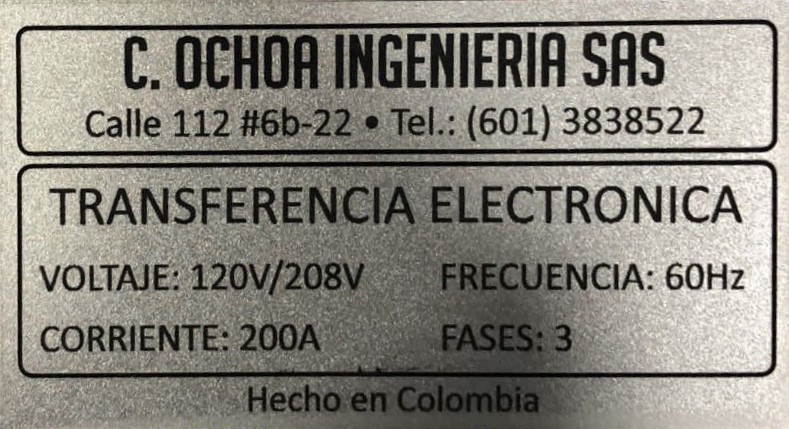 C. OCHOA INGENIERIA SAS
Calle 112 #6b-22 • Tel.: (601) 3838522
TRANSFERENCIA ELECTRONICA
VOLTAJE: 120V/208V FRECUENCIA: 60Hz
CORRIENTE: 200A FASES: 3
Hecho en Colombia